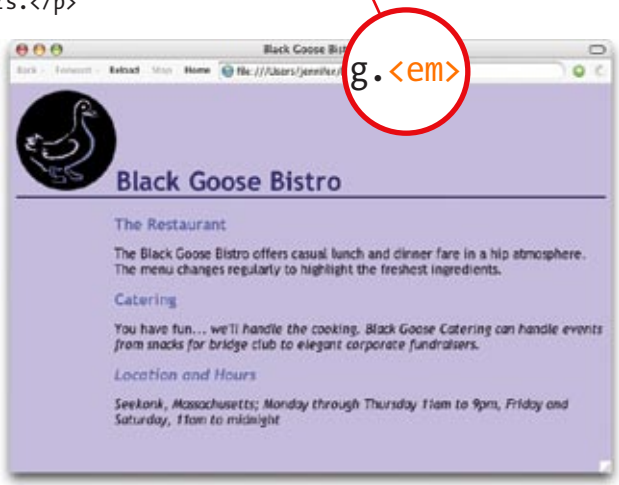 rs.</p>
Black Goose Bist
Back Forward Reload Stop Home file:///Users/jennifer/
g.<em>
Black Goose Bistro
The Restaurant
The Black Goose Bistro offers casual lunch and dinner fare in a hip atmosphere.
The menu changes regularly to highlight the freshest ingredients.
Catering
You have fun... we'll handle the cooking. Black Goose Catering can handle events
from snacks for bridge club to elegant corporate fundraisers.
Location and Hours
Seekonk, Massachusetts; Monday through Thursday 11am to 9pm, Friday and
Saturday, 11am to midnight